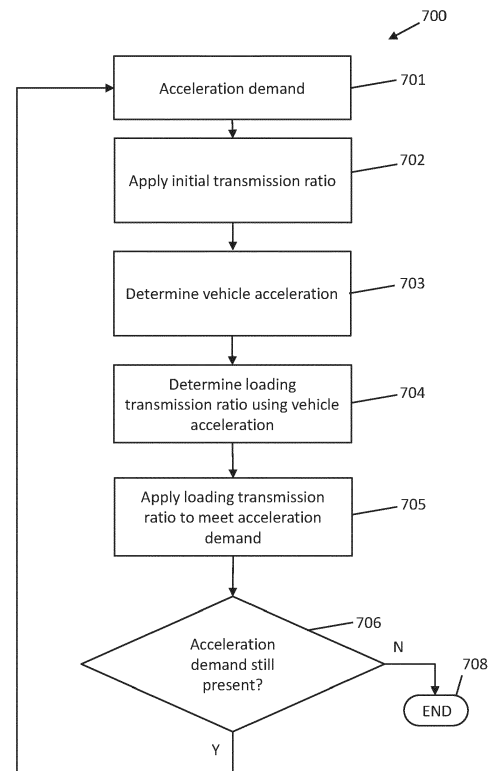 700
Acceleration demand
701
Apply initial transmission ratio
702
Determine vehicle acceleration
703
Determine loading
transmission ratio using vehicle
acceleration
704
Apply loading transmission
ratio to meet acceleration
demand
705
706
Acceleration
demand still
present?
N
708
END
Y